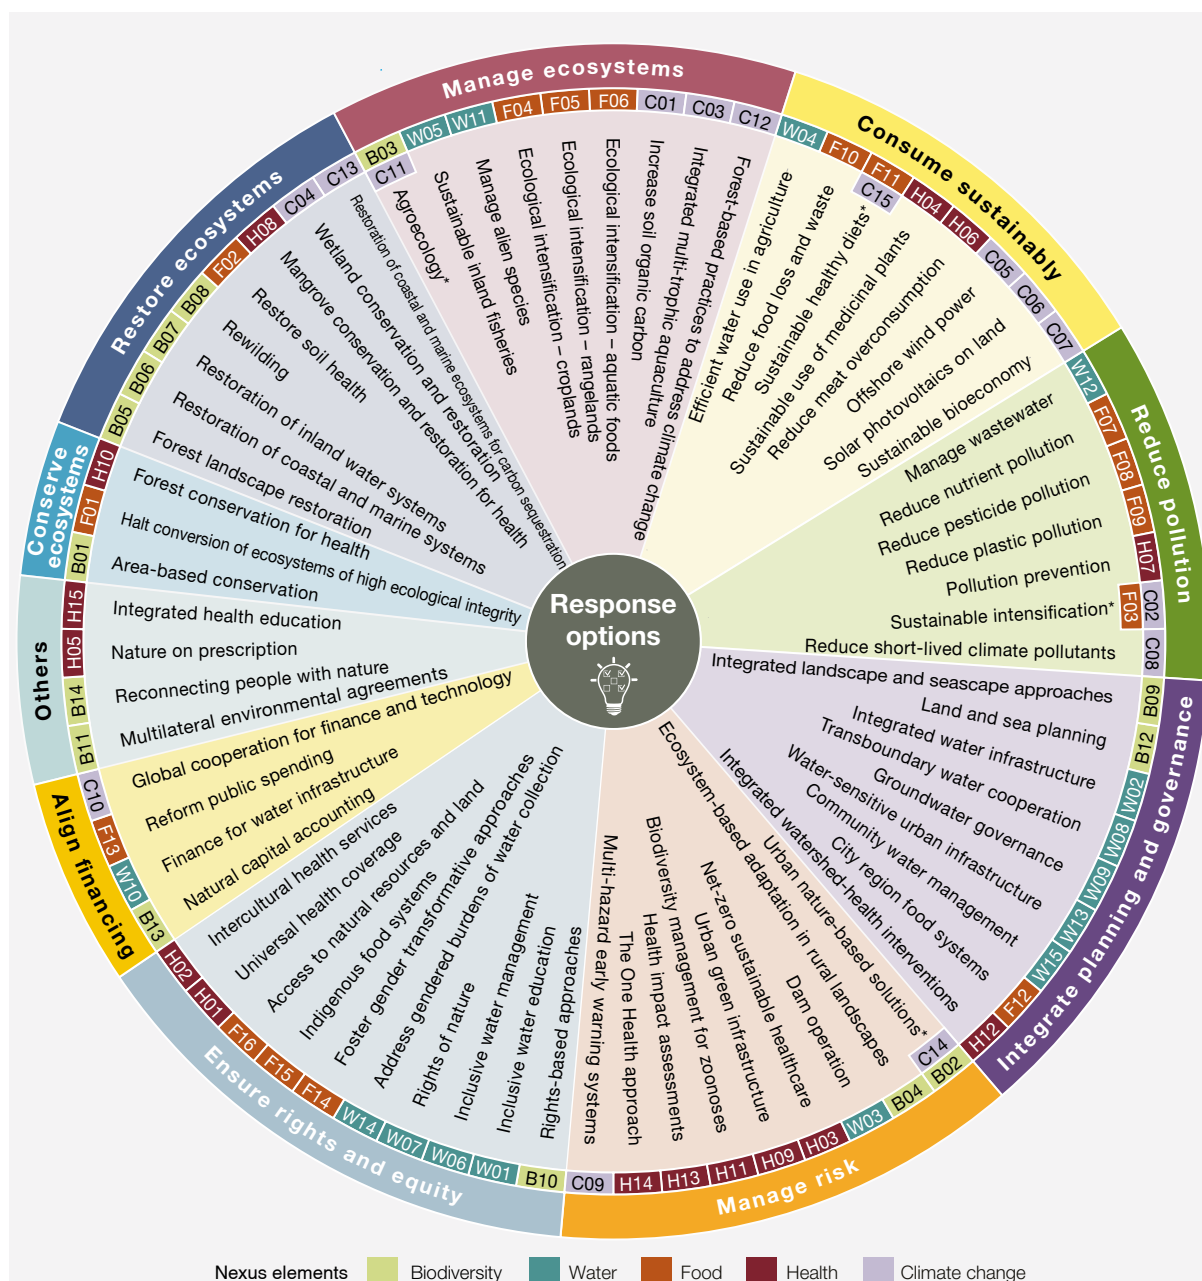 Manage ecosystems
B03
C11
W05
W11
F04
F05
F06
C01
C03
C12
Agroecology*
Sustainable inland fisheries
Manage alien species
Ecological intensification – croplands
Ecological intensification – rangelands
Ecological intensification – aquatic foods
Increase soil organic carbon
Integrated multi-trophic aquaculture
Forest-based practices to address climate change
Consume sustainably
W04
F10
F11
C15
H04
H06
C05
C06
C07
Efficient water use in agriculture
Reduce food loss and waste
Sustainable healthy diets*
Sustainable use of medicinal plants
Reduce meat overconsumption
Offshore wind power
Solar photovoltaics on land
Sustainable bioeconomy
Reduce pollution
W12
F07
F08
F09
H07
F03
C02
C08
Manage wastewater
Reduce nutrient pollution
Reduce pesticide pollution
Reduce plastic pollution
Pollution prevention
Sustainable intensification*
Reduce short-lived climate pollutants
Integrate planning and governance
B09
B12
W02
W08
W09
W13
W15
F12
H12
Integrated landscape and seascape approaches
Land and sea planning
Integrated water infrastructure
Transboundary water cooperation
Groundwater governance
Water-sensitive urban infrastructure
Community water management
City region food systems
Integrated watershed-health interventions
Manage risk
C14
B02
B04
W03
H03
H09
H11
H13
H14
C09
Urban nature-based solutions*
Ecosystem-based adaptation in rural landscapes
Dam operation
Net-zero sustainable healthcare
Urban green infrastructure
Biodiversity management for zoonoses
Health impact assessments
The One Health approach
Multi-hazard early warning systems
Ensure rights and equity
B10
W01
W06
W07
W14
F14
F15
F16
H01
H02
Rights-based approaches
Inclusive water education
Inclusive water management
Rights of nature
Address gendered burdens of water collection
Foster gender transformative approaches
Indigenous food systems
Access to natural resources and land
Universal health coverage
Intercultural health services
Align financing
B13
W10
F13
C10
Natural capital accounting
Finance for water infrastructure
Reform public spending
Global cooperation for finance and technology
Others
B11
B14
H05
H15
Multilateral environmental agreements
Reconnecting people with nature
Nature on prescription
Integrated health education
Conserve
ecosystems
B01
F01
H10
Area-based conservation
Halt conversion of ecosystems of high ecological integrity
Forest conservation for health
Restore ecosystems
B05
B06
B07
B08
F02
H08
C04
C13
Forest landscape restoration
Restoration of coastal and marine systems
Restoration of inland water systems
Rewilding
Restore soil health
Mangrove conservation and restoration for health
Wetland conservation and restoration
Restoration of coastal and marine ecosystems for carbon sequestration
Response
options
Nexus elements
Biodiversity
Water
Food
Health
Climate change